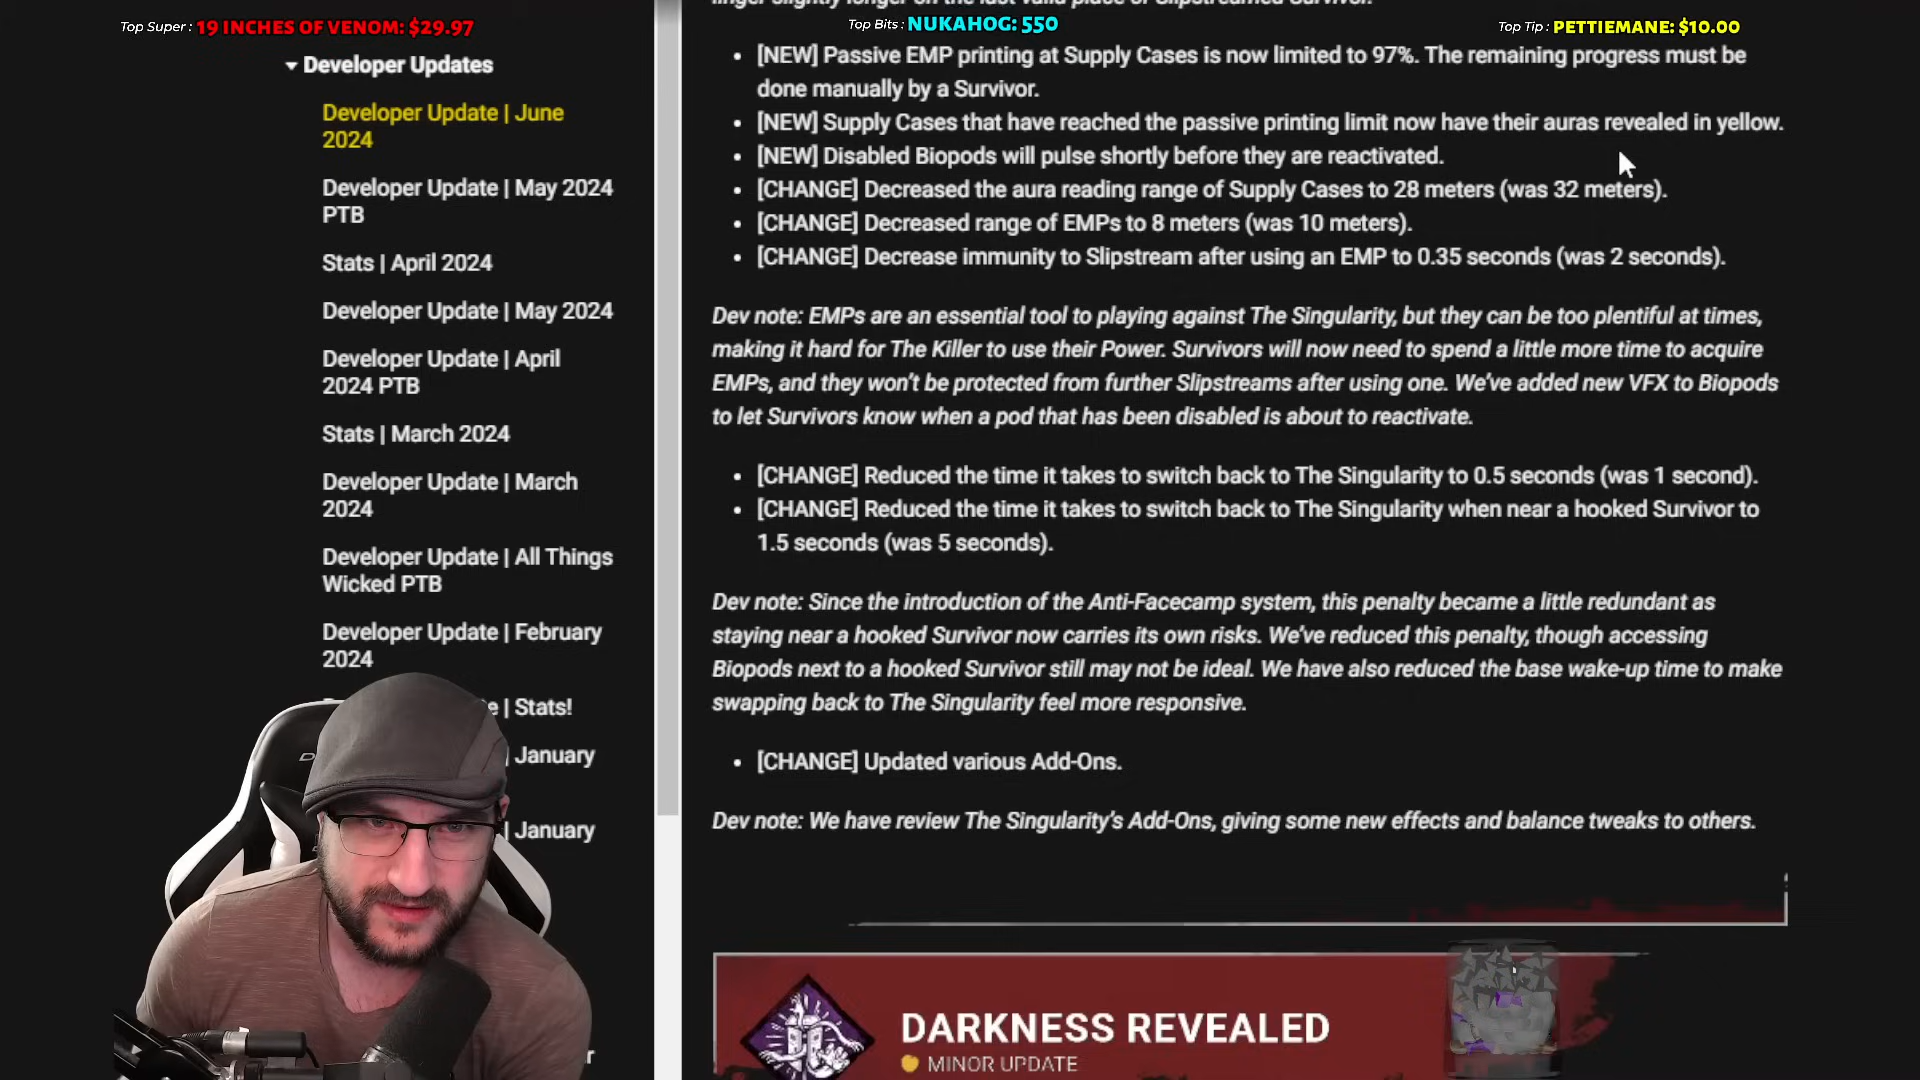 Top Super : 19 INCHES OF VENOM: $29.97
Top Bits : NUKAHOG: 550
Top Tip : PETTIEMANE: $10.00
Developer Updates
Developer Update | June
2024
Developer Update | May 2024
PTB
Stats | April 2024
Developer Update | May 2024
Developer Update | April
2024 PTB
Stats | March 2024
Developer Update | March
2024
Developer Update | All Things
Wicked PTB
Developer Update | February
2024
| Stats!
| January
| January
linger slightly longer on the last valid place of Slipstreamed Survivor.
• [NEW] Passive EMP printing at Supply Cases is now limited to 97%. The remaining progress must be
done manually by a Survivor.
• [NEW] Supply Cases that have reached the passive printing limit now have their auras revealed in yellow.
• [NEW] Disabled Biopods will pulse shortly before they are reactivated.
• [CHANGE] Decreased the aura reading range of Supply Cases to 28 meters (was 32 meters).
• [CHANGE] Decreased range of EMPs to 8 meters (was 10 meters).
• [CHANGE] Decrease immunity to Slipstream after using an EMP to 0.35 seconds (was 2 seconds).
Dev note: EMPs are an essential tool to playing against The Singularity, but they can be too plentiful at times,
making it hard for The Killer to use their Power. Survivors will now need to spend a little more time to acquire
EMPs, and they won't be protected from further Slipstreams after using one. We've added new VFX to Biopods
to let Survivors know when a pod that has been disabled is about to reactivate.
• [CHANGE] Reduced the time it takes to switch back to The Singularity to 0.5 seconds (was 1 second).
• [CHANGE] Reduced the time it takes to switch back to The Singularity when near a hooked Survivor to
1.5 seconds (was 5 seconds).
Dev note: Since the introduction of the Anti-Facecamp system, this penalty became a little redundant as
staying near a hooked Survivor now carries its own risks. We've reduced this penalty, though accessing
Biopods next to a hooked Survivor still may not be ideal. We have also reduced the base wake-up time to make
swapping back to The Singularity feel more responsive.
• [CHANGE] Updated various Add-Ons.
Dev note: We have review The Singularity's Add-Ons, giving some new effects and balance tweaks to others.
DARKNESS REVEALED
MINOR UPDATE